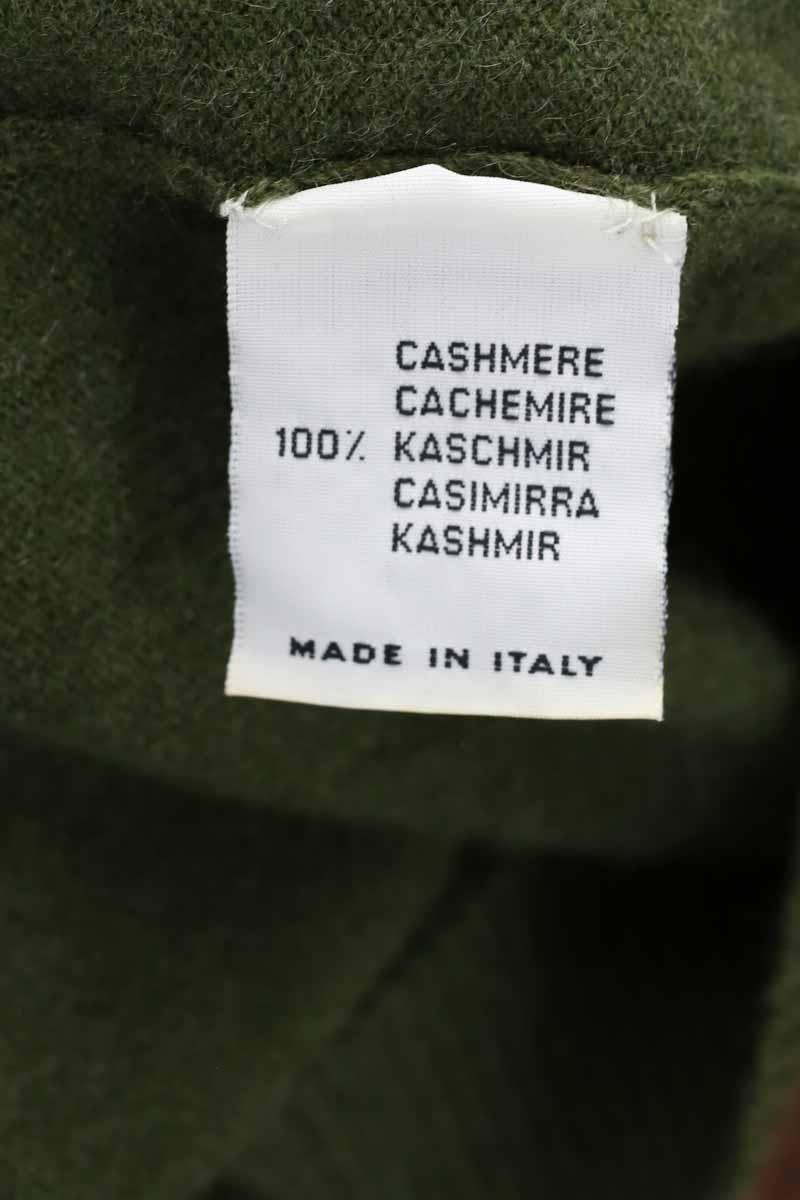 CASHMERE
CACHEMIRE
100% KASCHMIR
CASIMIRRA
KASHMIR
MADE IN ITALY